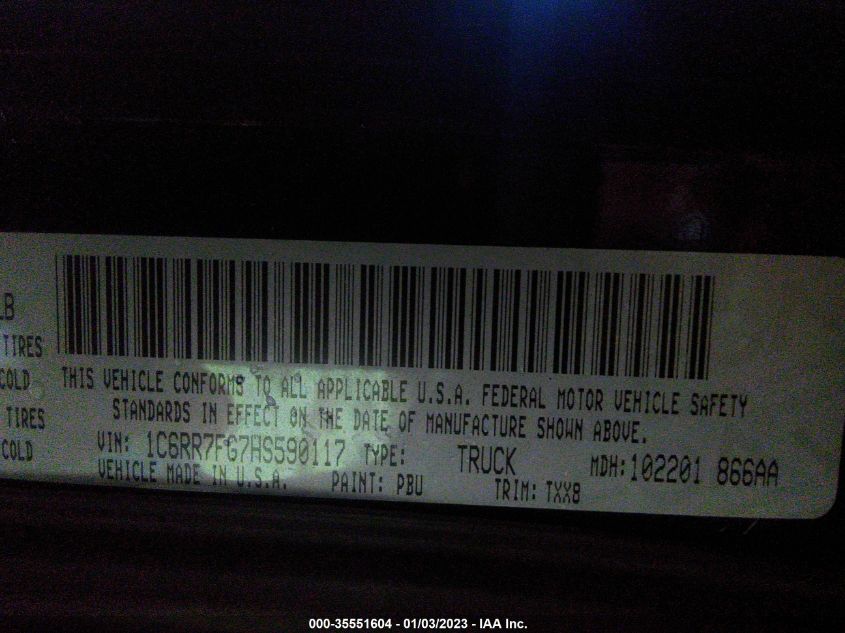 LB
TIRES
COLD
TIRES
COLD
THIS VEHICLE CONFORMS TO ALL APPLICABLE U.S.A. FEDERAL MOTOR VEHICLE SAFETY
STANDARDS IN EFFECT ON THE DATE OF MANUFACTURE SHOWN ABOVE.
VIN: 1C6RR7FG7HS590117 TYPE: TRUCK MDH: 102201 866AA
VEHICLE MADE IN U.S.A. PAINT: PBU TRIM: TXX8
000-35551604 - 01/03/2023 - IAA Inc.